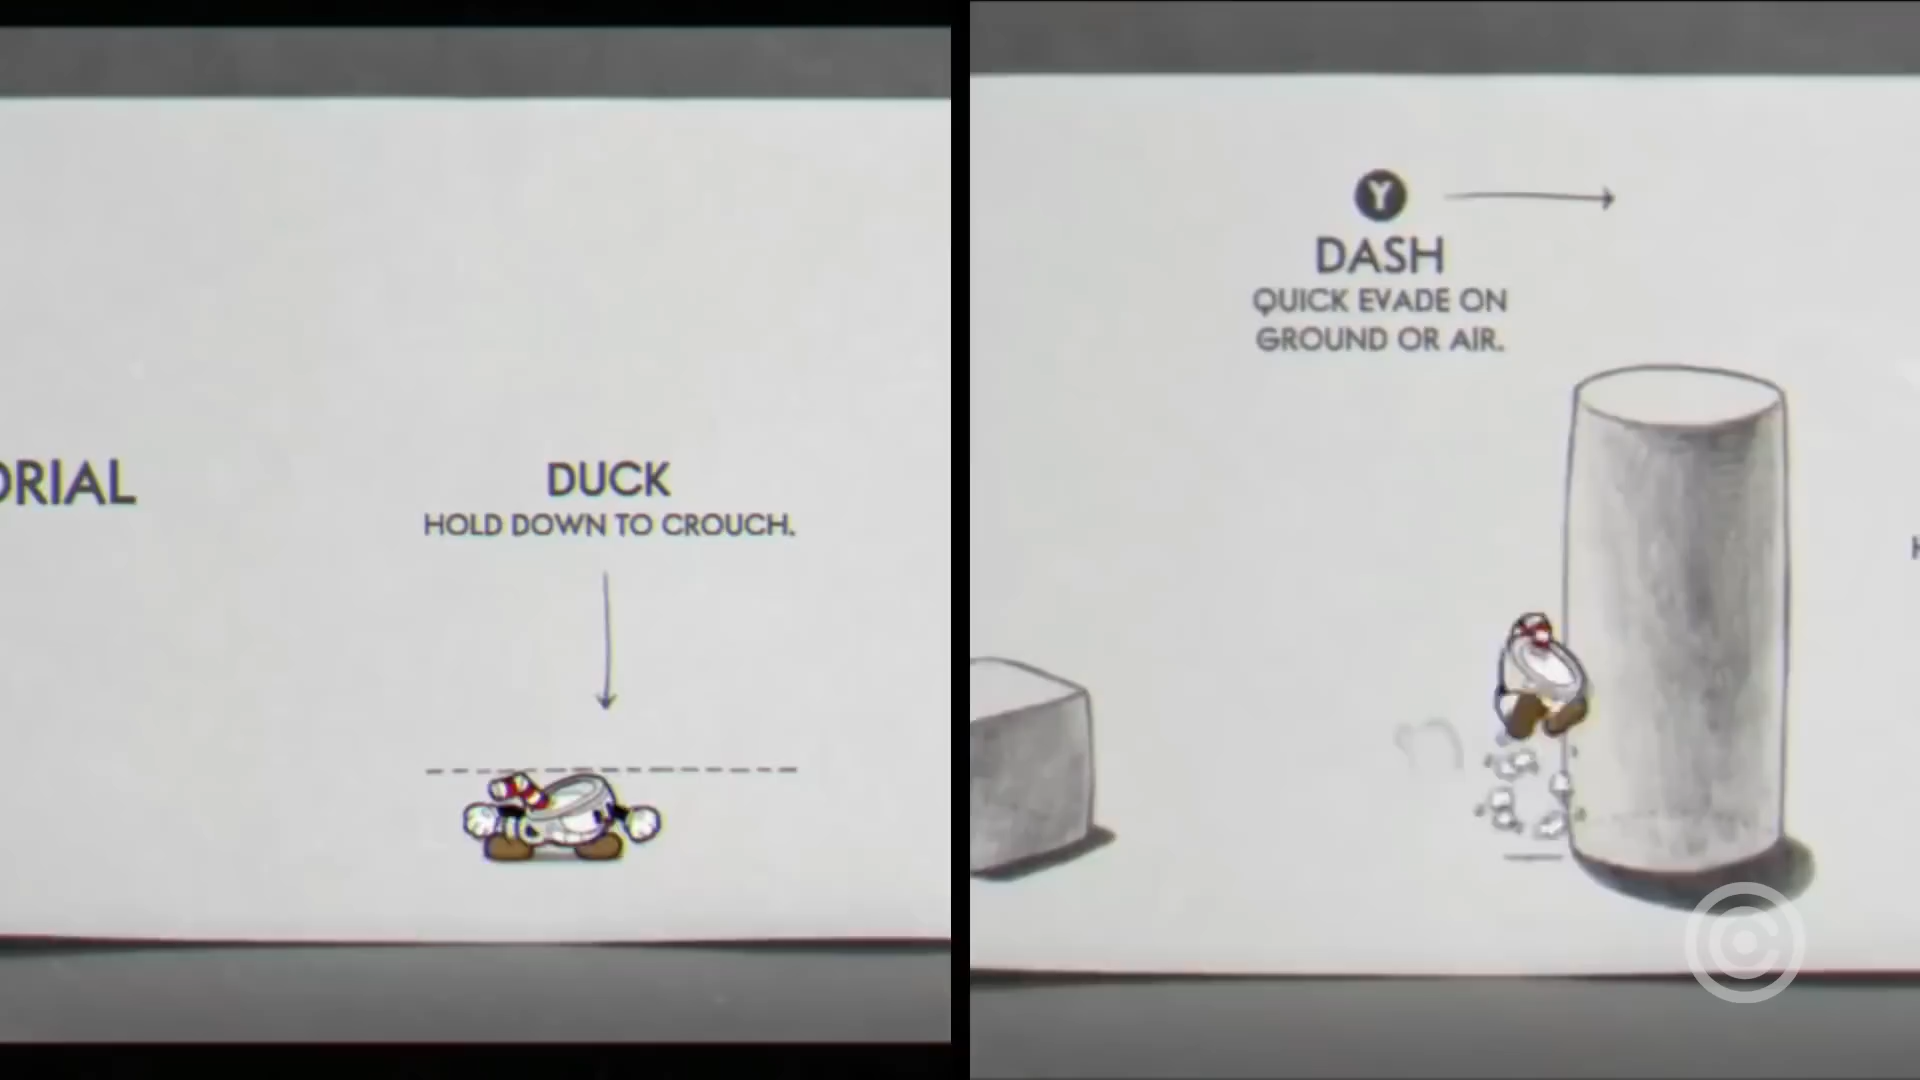 ORIAL
DUCK
HOLD DOWN TO CROUCH.
Y
DASH
QUICK EVADE ON
GROUND OR AIR.